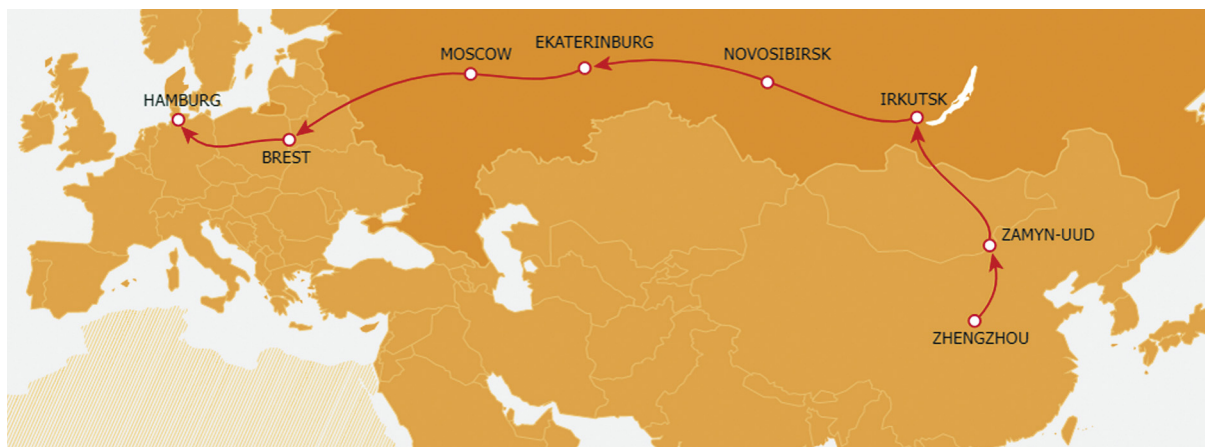 MOSCOW
EKATERINBURG
NOVOSIBIRSK
HAMBURG
IRKUTSK
BREST
ZAMYN-UUD
ZHENGZHOU